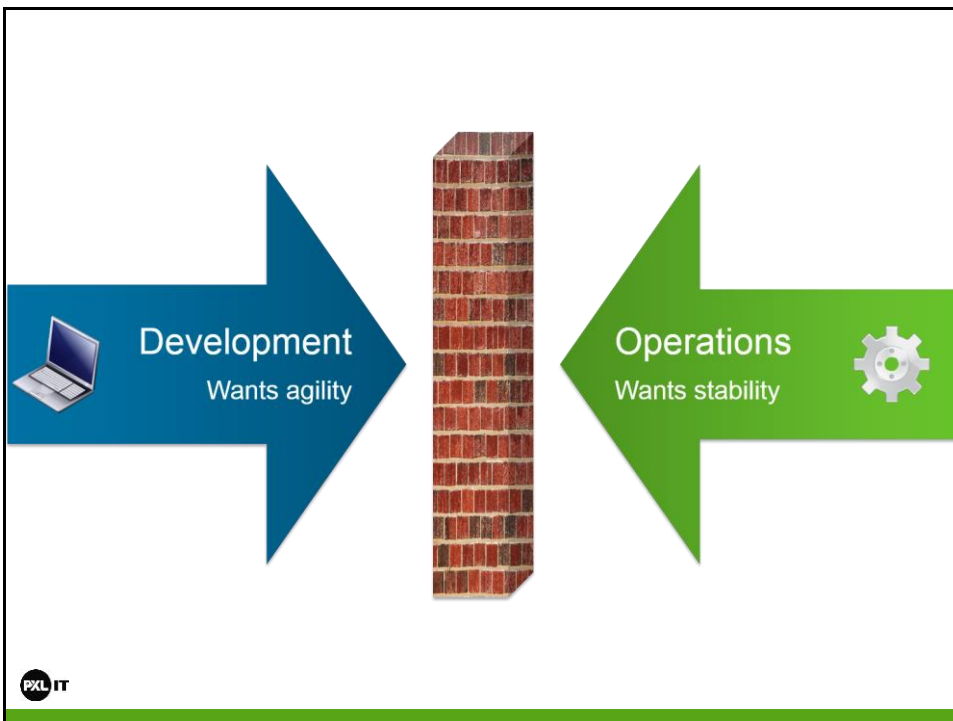 Development
Wants agility
Operations
Wants stability
PXL IT